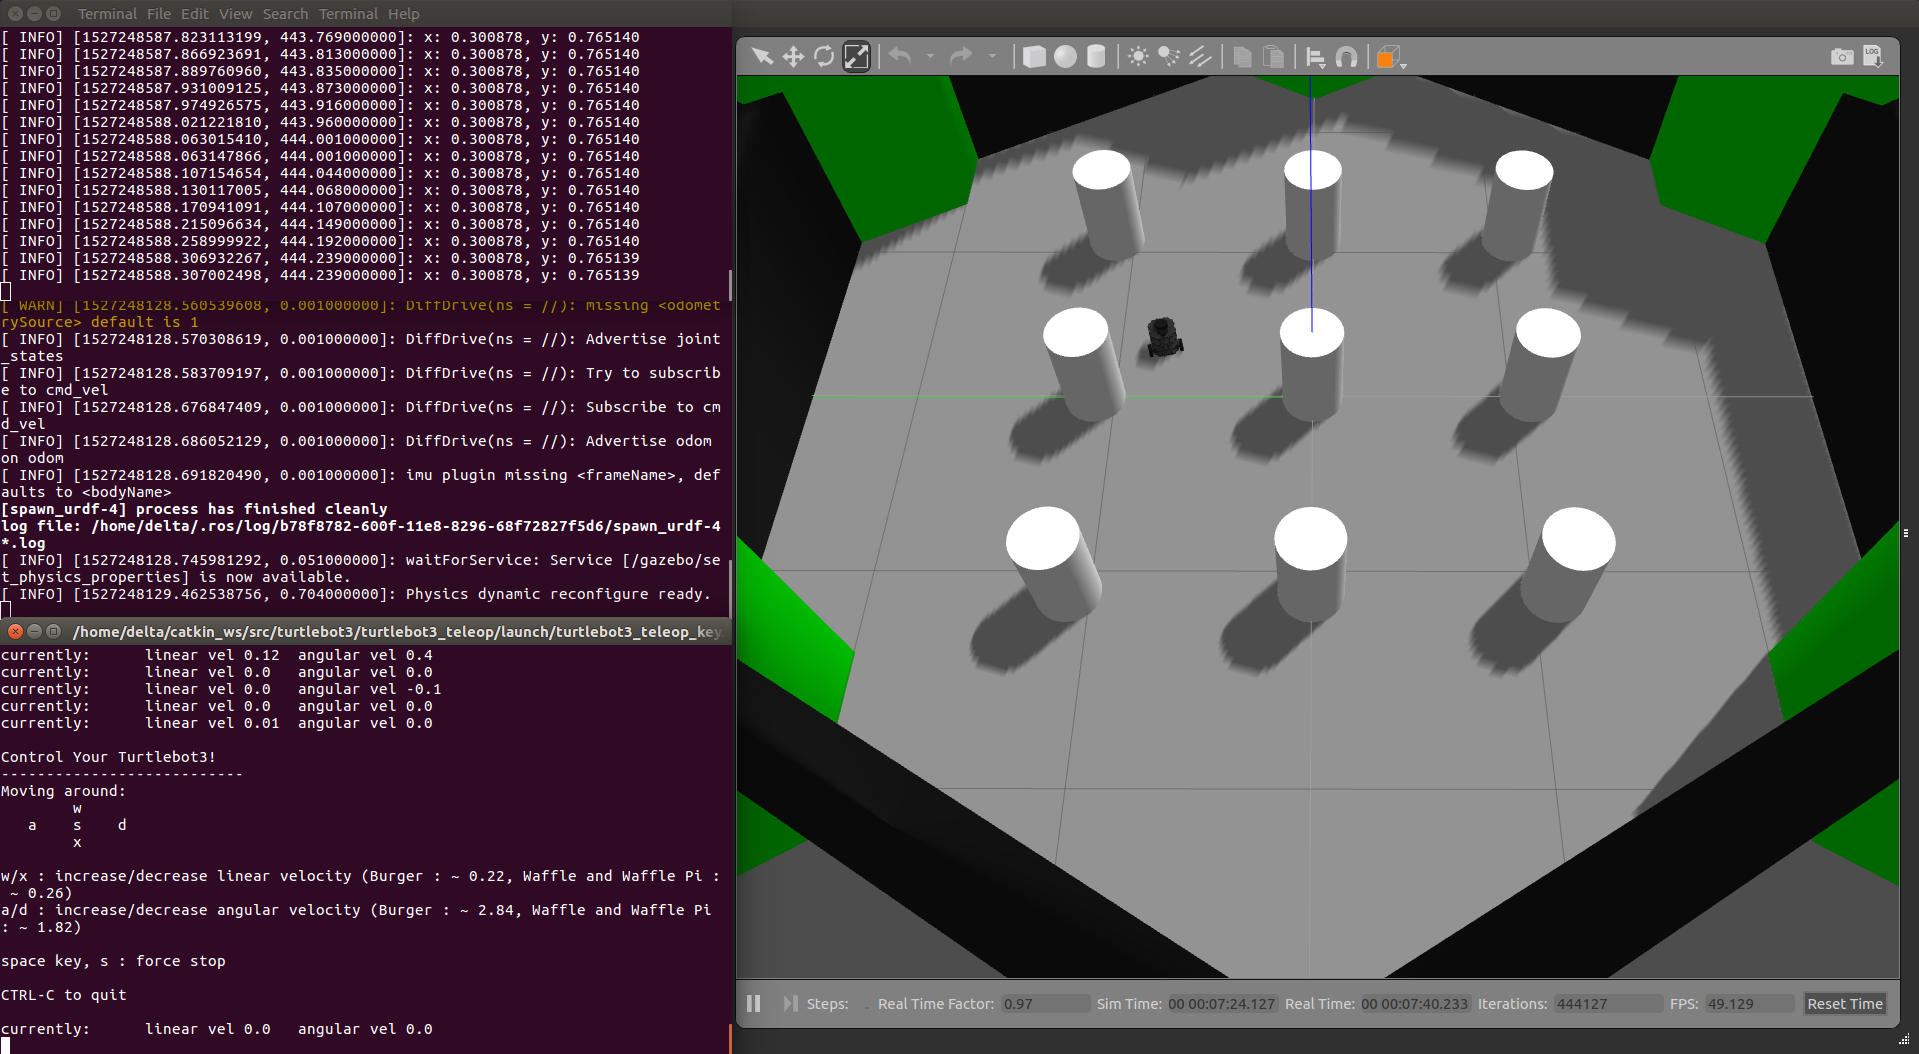 Terminal File Edit View Search Terminal Help
[ INFO] [1527248587.823113199, 443.769000000]: x: 0.300878, y: 0.765140
[ INFO] [1527248587.866923691, 443.813000000]: x: 0.300878, y: 0.765140
[ INFO] [1527248587.889760960, 443.835000000]: x: 0.300878, y: 0.765140
[ INFO] [1527248587.931009125, 443.873000000]: x: 0.300878, y: 0.765140
[ INFO] [1527248587.974926575, 443.916000000]: x: 0.300878, y: 0.765140
[ INFO] [1527248588.021221810, 443.960000000]: x: 0.300878, y: 0.765140
[ INFO] [1527248588.063015410, 444.001000000]: x: 0.300878, y: 0.765140
[ INFO] [1527248588.063147866, 444.001000000]: x: 0.300878, y: 0.765140
[ INFO] [1527248588.107154654, 444.044000000]: x: 0.300878, y: 0.765140
[ INFO] [1527248588.130117005, 444.068000000]: x: 0.300878, y: 0.765140
[ INFO] [1527248588.170941091, 444.107000000]: x: 0.300878, y: 0.765140
[ INFO] [1527248588.215096634, 444.149000000]: x: 0.300878, y: 0.765140
[ INFO] [1527248588.258999922, 444.192000000]: x: 0.300878, y: 0.765140
[ INFO] [1527248588.306932267, 444.239000000]: x: 0.300878, y: 0.765139
[ INFO] [1527248588.307002498, 444.239000000]: x: 0.300878, y: 0.765139
[ WARN] [1527248128.560539608, 0.001000000]: DiffDrive(ns = //): missing <odomet
rySource> default is 1
[ INFO] [1527248128.570308619, 0.001000000]: DiffDrive(ns = //): Advertise joint
_states
[ INFO] [1527248128.583709197, 0.001000000]: DiffDrive(ns = //): Try to subscrib
e to cmd_vel
[ INFO] [1527248128.676847409, 0.001000000]: DiffDrive(ns = //): Subscribe to cm
d_vel
[ INFO] [1527248128.686052129, 0.001000000]: DiffDrive(ns = //): Advertise odom
on odom
[ INFO] [1527248128.691820490, 0.001000000]: imu plugin missing <frameName>, def
aults to <bodyName>
[spawn_urdf-4] process has finished cleanly
log file: /home/delta/.ros/log/b78f8782-600f-11e8-8296-68f72827f5d6/spawn_urdf-4
*.log
[ INFO] [1527248128.745981292, 0.051000000]: waitForService: Service [/gazebo/se
t_physics_properties] is now available.
[ INFO] [1527248129.462538756, 0.704000000]: Physics dynamic reconfigure ready.
/home/delta/catkin_ws/src/turtlebot3/turtlebot3_teleop/launch/turtlebot3_teleop_key.
currently: linear vel 0.12 angular vel 0.4
currently: linear vel 0.0 angular vel 0.0
currently: linear vel 0.0 angular vel -0.1
currently: linear vel 0.0 angular vel 0.0
currently: linear vel 0.01 angular vel 0.0
Control Your Turtlebot3!
---------------------------
Moving around:
w
a s d
x
w/x : increase/decrease linear velocity (Burger : ~ 0.22, Waffle and Waffle Pi :
~ 0.26)
a/d : increase/decrease angular velocity (Burger : ~ 2.84, Waffle and Waffle Pi
: ~ 1.82)
space key, s : force stop
CTRL-C to quit
currently: linear vel 0.0 angular vel 0.0
LOG
Steps: Real Time Factor: 0.97 Sim Time: 00 00:07:24.127 Real Time: 00 00:07:40.233 Iterations: 444127 FPS: 49.129 Reset Time